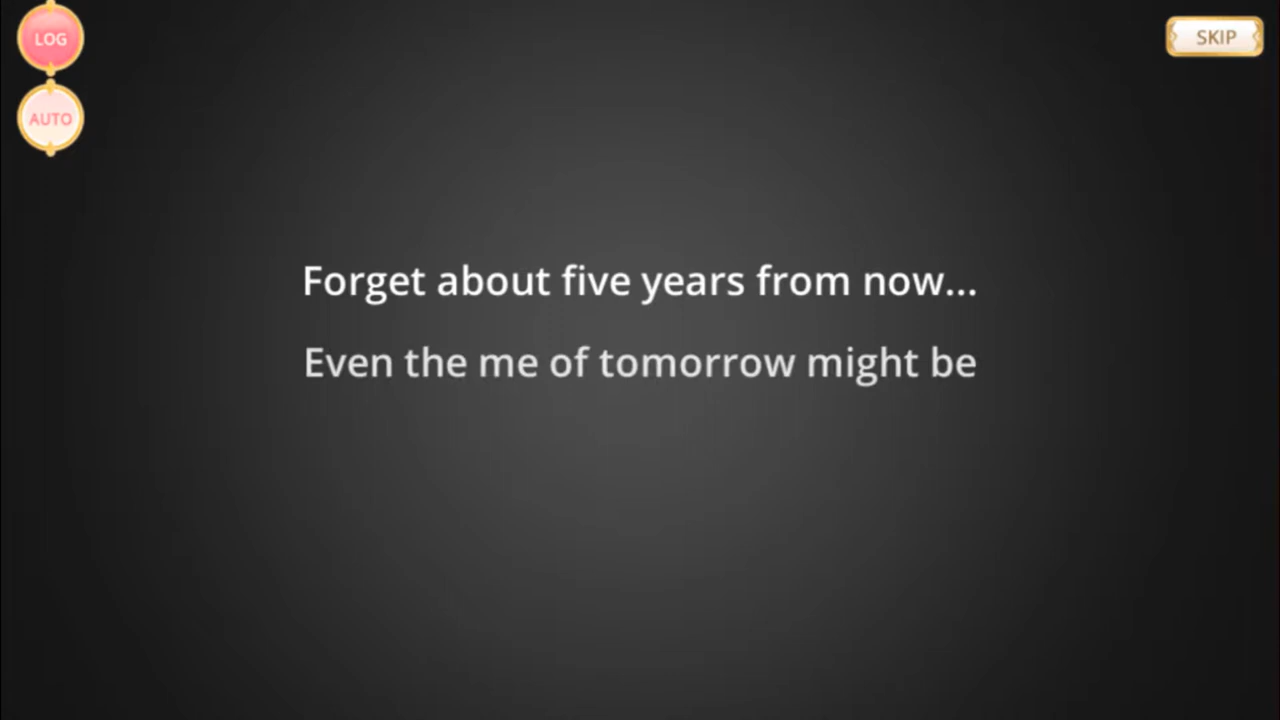 LOG
SKIP
AUTO
Forget about five years from now...
Even the me of tomorrow might be